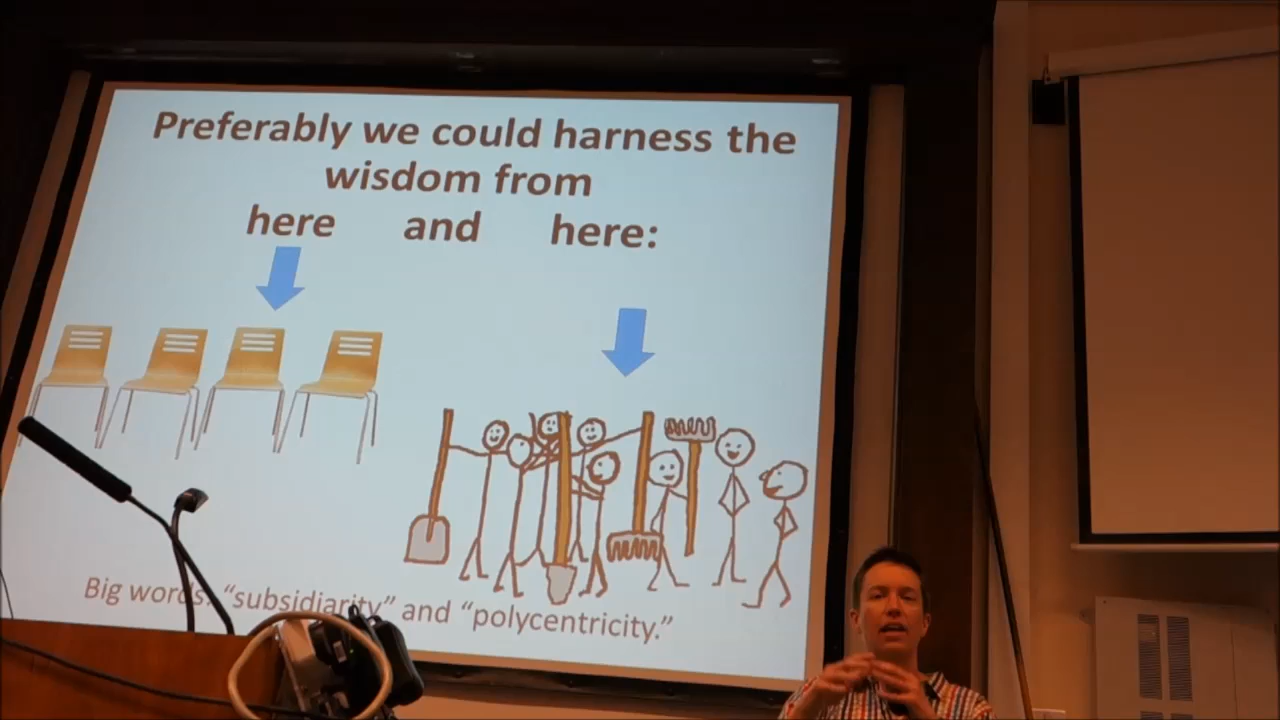 Preferably we could harness the
wisdom from
here and here:
Big words: “subsidiarity” and “polycentricity.”